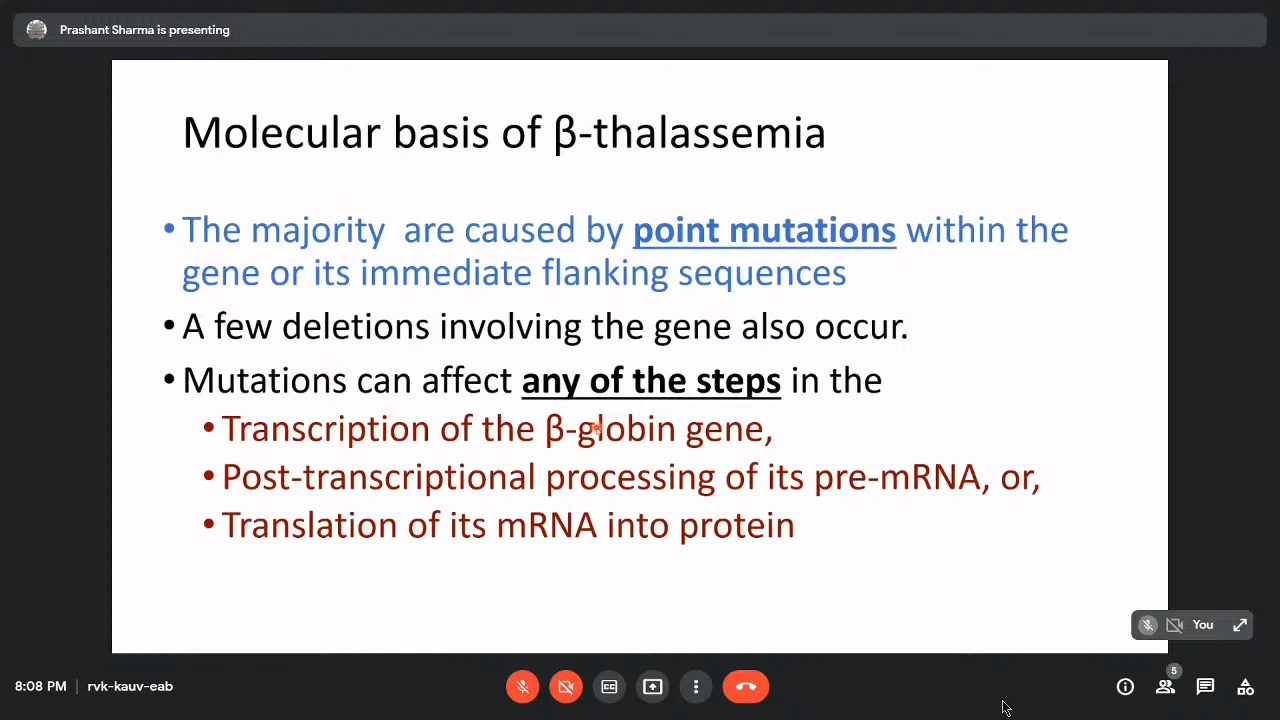 Prashant Sharma is presenting
Molecular basis of β-thalassemia
• The majority are caused by point mutations within the
gene or its immediate flanking sequences
• A few deletions involving the gene also occur.
• Mutations can affect any of the steps in the
• Transcription of the β-globin gene,
• Post-transcriptional processing of its pre-mRNA, or,
• Translation of its mRNA into protein
You
8:08 PM | rvk-kauv-eab
CC
5